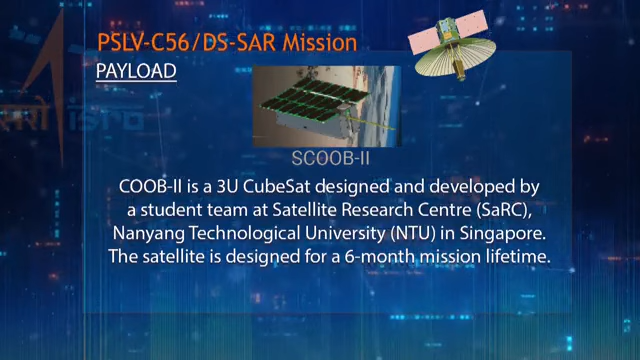 PSLV-C56/DS-SAR Mission
PAYLOAD
इसरो isro
SCOOB-II
COOB-II is a 3U CubeSat designed and developed by
a student team at Satellite Research Centre (SaRC),
Nanyang Technological University (NTU) in Singapore.
The satellite is designed for a 6-month mission lifetime.